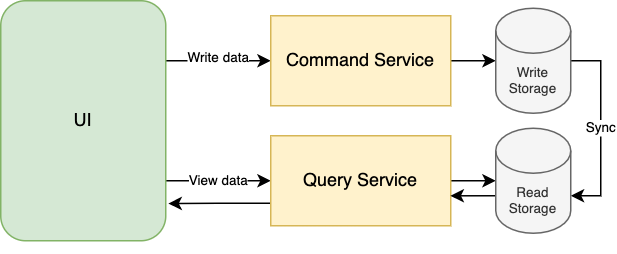 UI
Write data
Command Service
Write
Storage
Sync
View data
Query Service
Read
Storage